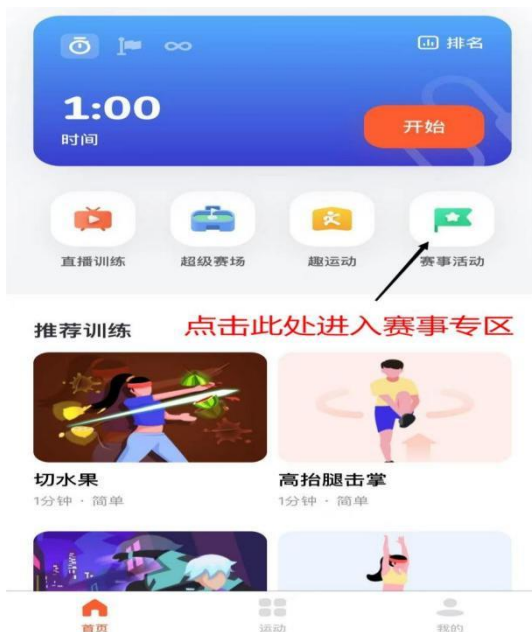 排名
1:00
时间
开始
直播训练
超级赛场
趣运动
赛事活动
点击此处进入赛事专区
推荐训练
切水果
1分钟 · 简单
高抬腿击掌
1分钟 · 简单
首页
运动
我的